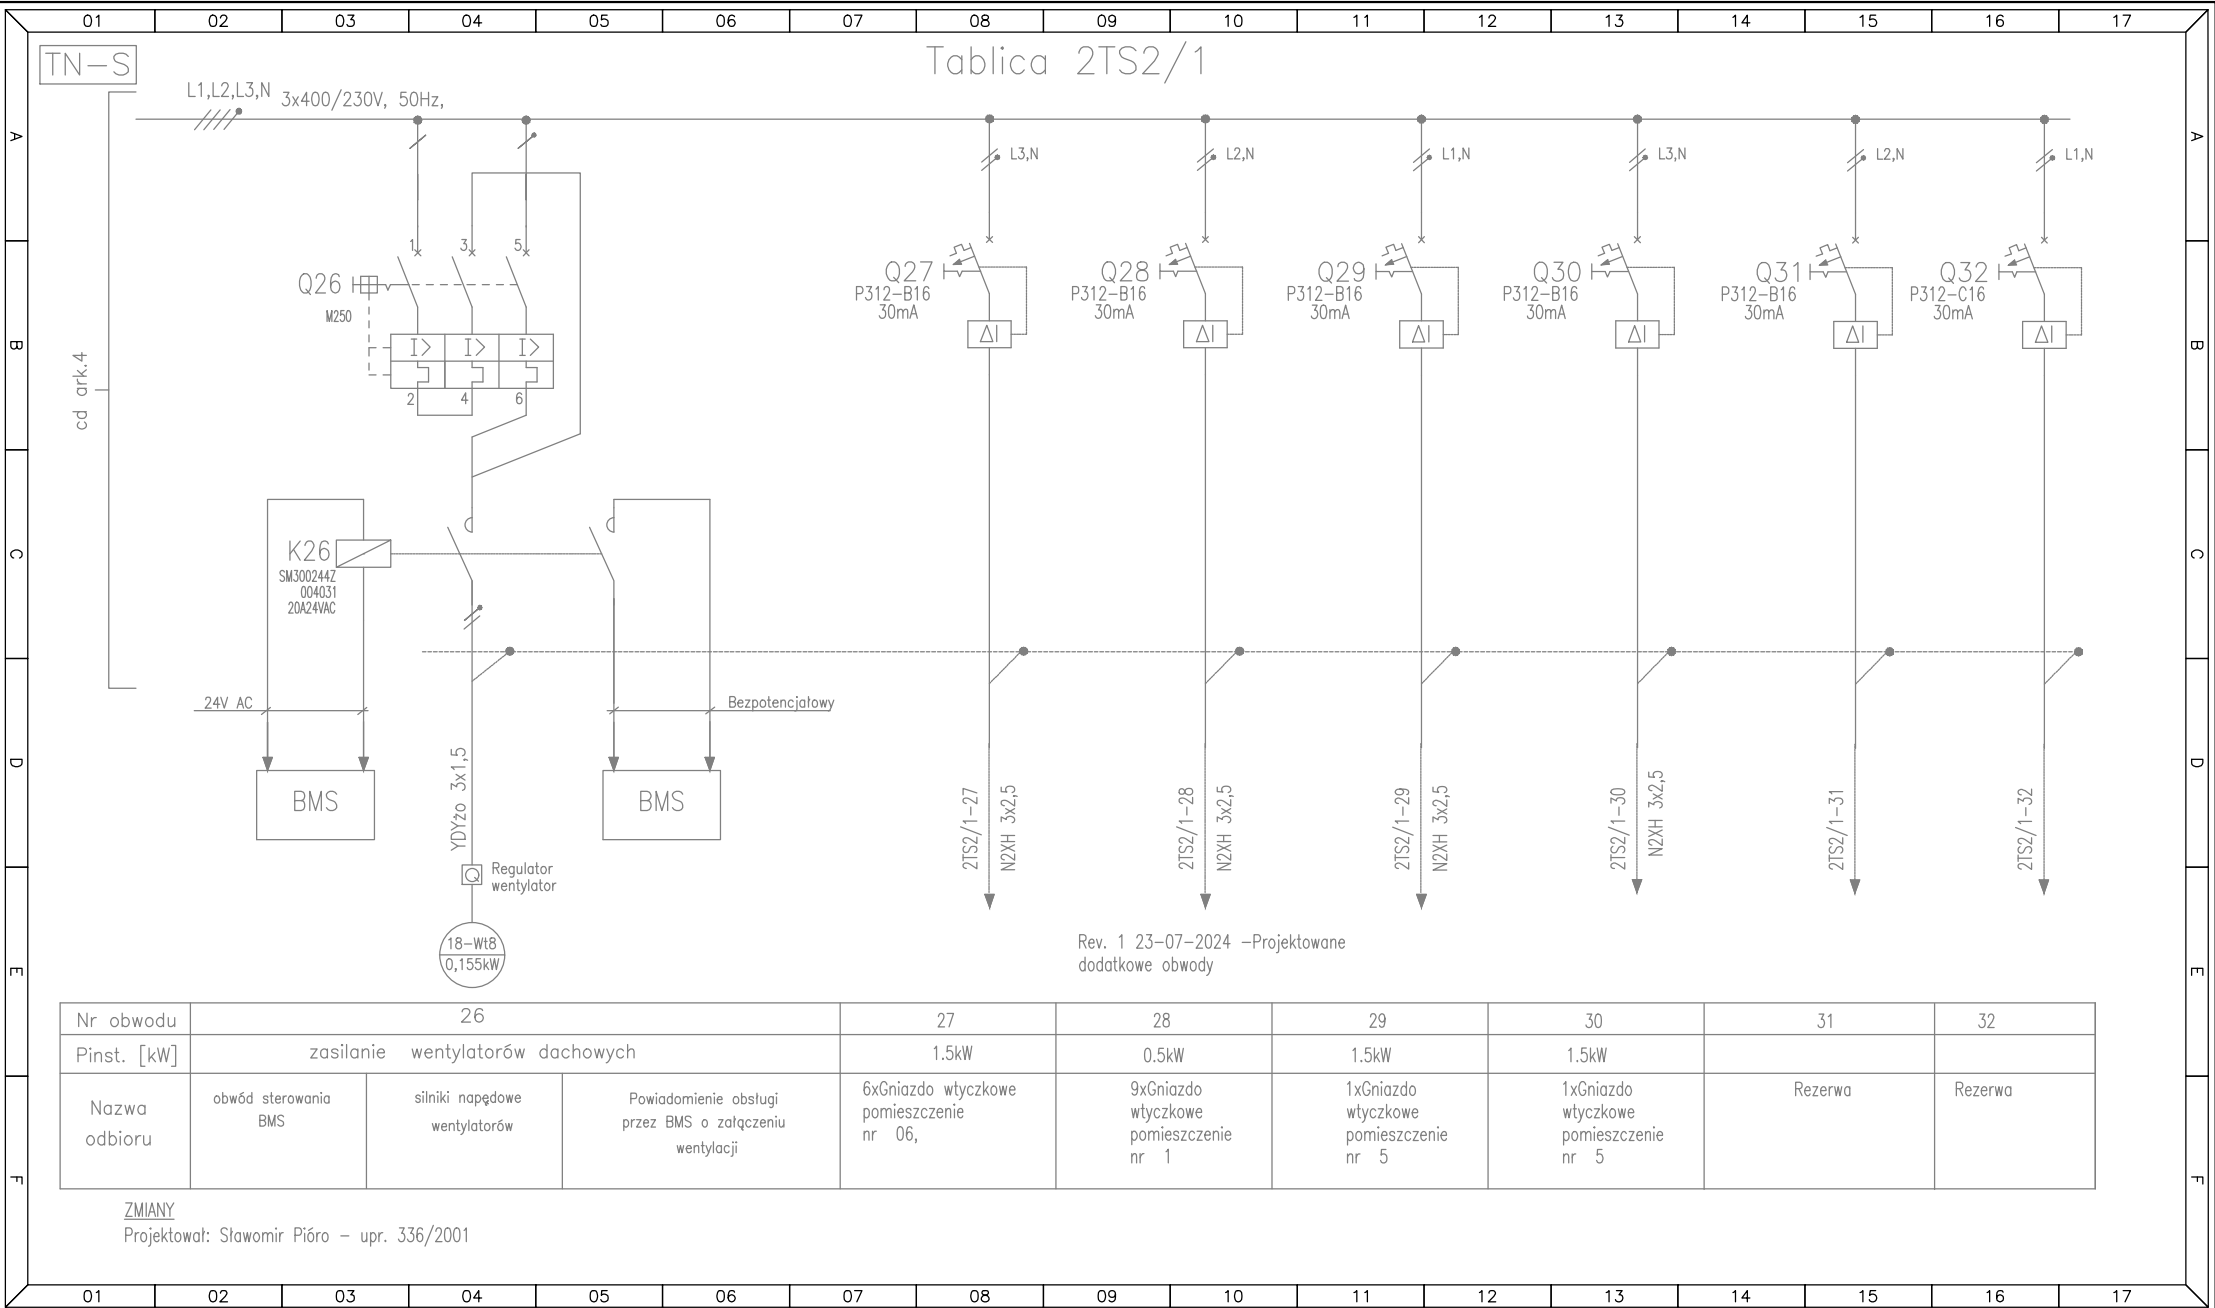 01 02 03 04 05 06 07 08 09 10 11 12 13 14 15 16 17
TN-S
Tablica 2TS2/1
L1,L2,L3,N 3x400/230V, 50Hz,
L3,N
L2,N
L1,N
L3,N
L2,N
L1,N
A
A
1 3 5
Q26
M250
I> I> I>
2 4 6
Q27
P312-B16
30mA
ΔI
Q28
P312-B16
30mA
ΔI
Q29
P312-B16
30mA
ΔI
Q30
P312-B16
30mA
ΔI
Q31
P312-B16
30mA
ΔI
Q32
P312-C16
30mA
ΔI
B
B
cd ark.4
C
C
K26
SM300244Z
004031
20A24VAC
24V AC
Bezpotencjałowy
D
D
BMS
YDYżo 3x1,5
BMS
2TS2/1-27
N2XH 3x2,5
2TS2/1-28
N2XH 3x2,5
2TS2/1-29
N2XH 3x2,5
2TS2/1-30
N2XH 3x2,5
2TS2/1-31
2TS2/1-32
Q
Regulator
wentylator
18-Wt8
0,155kW
Rev. 1 23-07-2024 -Projektowane
dodatkowe obwody
E
E
Nr obwodu 26 27 28 29 30 31 32
Pinst. [kW] zasilanie wentylatorów dachowych 1.5kW 0.5kW 1.5kW 1.5kW
Nazwa
odbioru
obwód sterowania
BMS
silniki napędowe
wentylatorów
Powiadomienie obsługi
przez BMS o załączeniu
wentylacji
6xGniazdo wtyczkowe
pomieszczenie
nr 06,
9xGniazdo
wtyczkowe
pomieszczenie
nr 1
1xGniazdo
wtyczkowe
pomieszczenie
nr 5
1xGniazdo
wtyczkowe
pomieszczenie
nr 5
Rezerwa
Rezerwa
F
F
ZMIANY
Projektował: Sławomir Pióro - upr. 336/2001
01 02 03 04 05 06 07 08 09 10 11 12 13 14 15 16 17